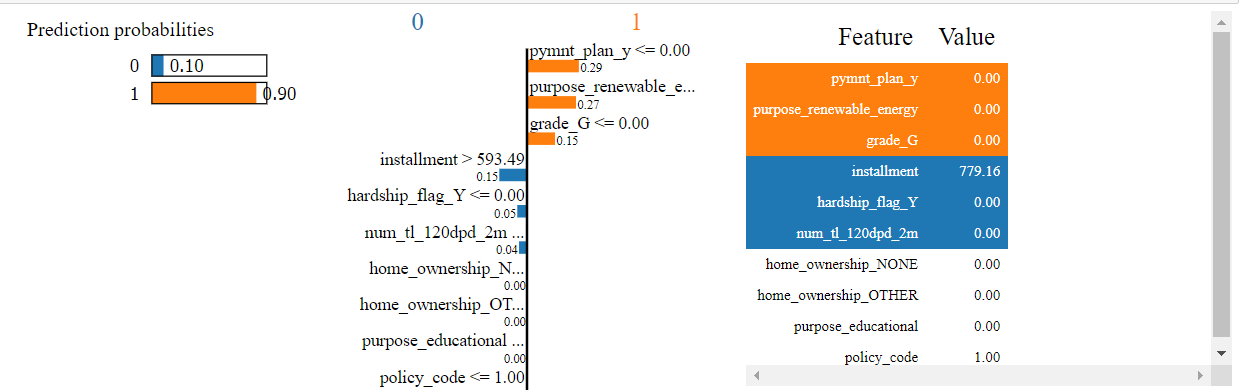 Prediction probabilities
0 0.10
1 0.90
0 1
pymnt_plan_y <= 0.00
0.29
purpose_renewable_e...
0.27
grade_G <= 0.00
0.15
installment > 593.49
0.15
hardship_flag_Y <= 0.00
0.05
num_tl_120dpd_2m ...
0.04
home_ownership_N...
0.00
home_ownership_OT...
0.00
purpose_educational ...
0.00
policy_code <= 1.00
Feature Value
pymnt_plan_y 0.00
purpose_renewable_energy 0.00
grade_G 0.00
installment 779.16
hardship_flag_Y 0.00
num_tl_120dpd_2m 0.00
home_ownership_NONE 0.00
home_ownership_OTHER 0.00
purpose_educational 0.00
policy_code 1.00